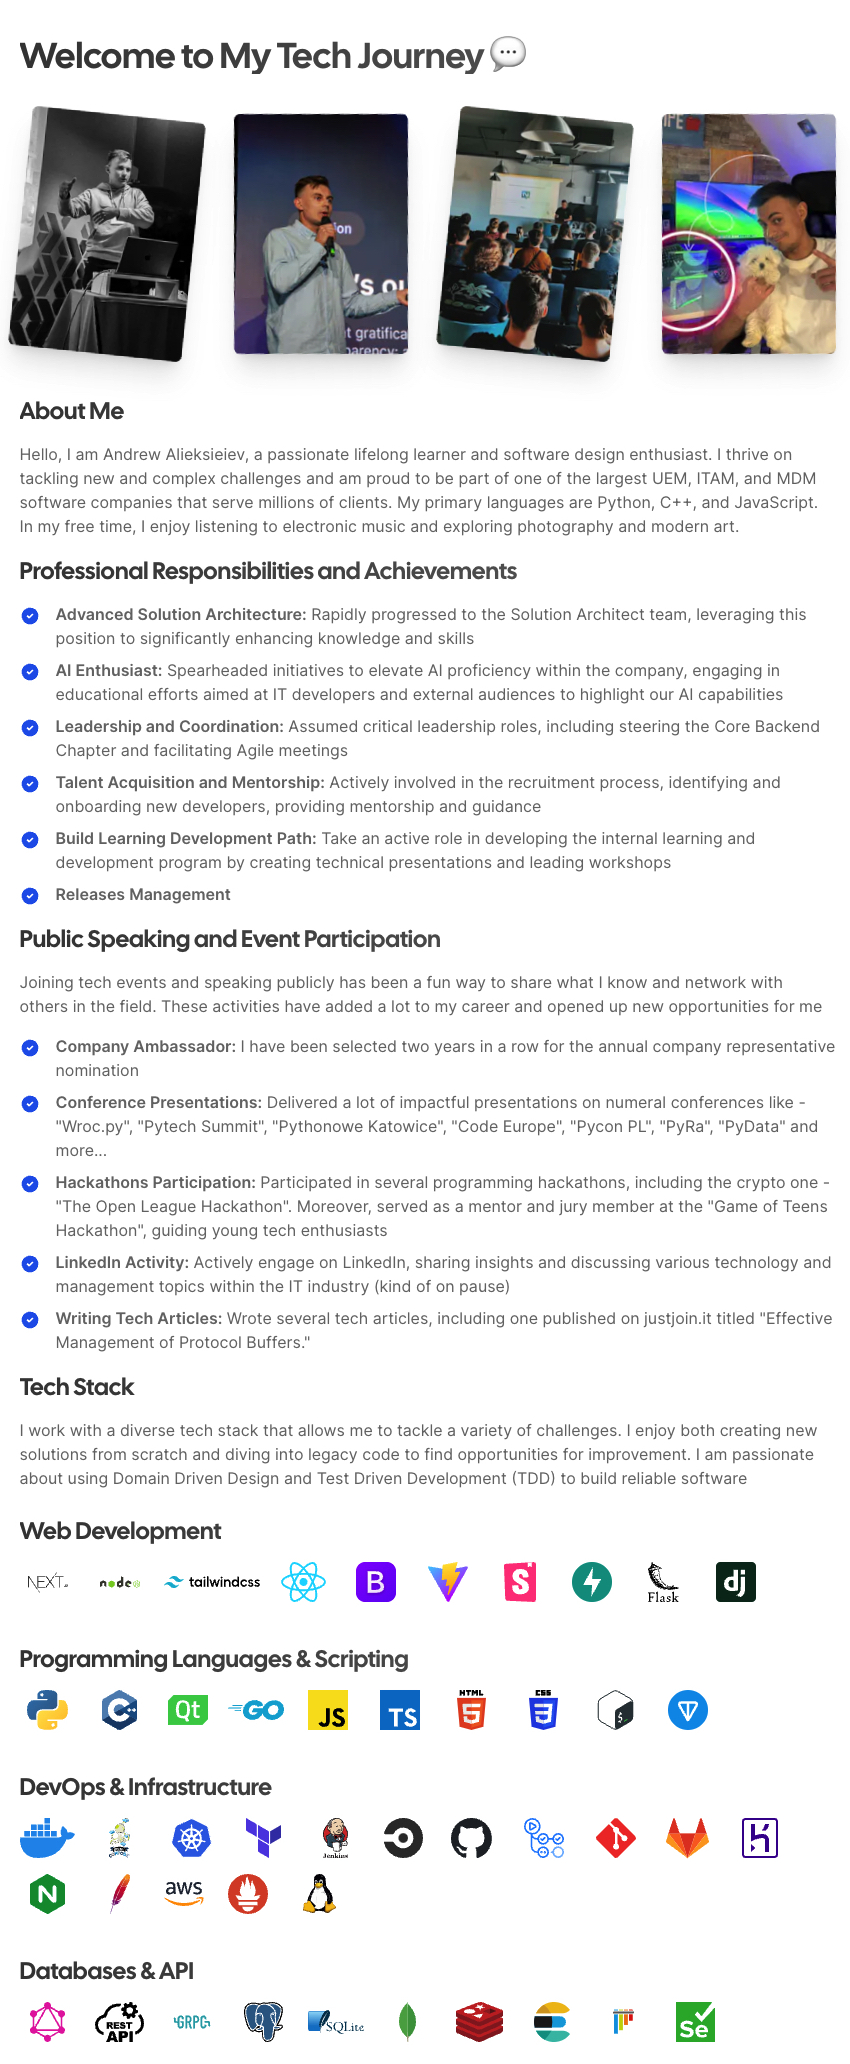 Welcome to My Tech Journey
ion
's ou
t gratifica
parency: a
IFE
About Me
Hello, I am Andrew Alieksieiev, a passionate lifelong learner and software design enthusiast. I thrive on
tackling new and complex challenges and am proud to be part of one of the largest UEM, ITAM, and MDM
software companies that serve millions of clients. My primary languages are Python, C++, and JavaScript.
In my free time, I enjoy listening to electronic music and exploring photography and modern art.
Professional Responsibilities and Achievements
Advanced Solution Architecture: Rapidly progressed to the Solution Architect team, leveraging this
position to significantly enhancing knowledge and skills
AI Enthusiast: Spearheaded initiatives to elevate AI proficiency within the company, engaging in
educational efforts aimed at IT developers and external audiences to highlight our AI capabilities
Leadership and Coordination: Assumed critical leadership roles, including steering the Core Backend
Chapter and facilitating Agile meetings
Talent Acquisition and Mentorship: Actively involved in the recruitment process, identifying and
onboarding new developers, providing mentorship and guidance
Build Learning Development Path: Take an active role in developing the internal learning and
development program by creating technical presentations and leading workshops
Releases Management
Public Speaking and Event Participation
Joining tech events and speaking publicly has been a fun way to share what I know and network with
others in the field. These activities have added a lot to my career and opened up new opportunities for me
Company Ambassador: I have been selected two years in a row for the annual company representative
nomination
Conference Presentations: Delivered a lot of impactful presentations on numeral conferences like -
"Wroc.py", "Pytech Summit", "Pythonowe Katowice", "Code Europe", "Pycon PL", "PyRa", "PyData" and
more...
Hackathons Participation: Participated in several programming hackathons, including the crypto one -
"The Open League Hackathon". Moreover, served as a mentor and jury member at the "Game of Teens
Hackathon", guiding young tech enthusiasts
LinkedIn Activity: Actively engage on LinkedIn, sharing insights and discussing various technology and
management topics within the IT industry (kind of on pause)
Writing Tech Articles: Wrote several tech articles, including one published on justjoin.it titled "Effective
Management of Protocol Buffers."
Tech Stack
I work with a diverse tech stack that allows me to tackle a variety of challenges. I enjoy both creating new
solutions from scratch and diving into legacy code to find opportunities for improvement. I am passionate
about using Domain Driven Design and Test Driven Development (TDD) to build reliable software
Web Development
NEXT.JS node JS tailwindcss B S Flask dj
Programming Languages & Scripting
C++ Qt GO JS TS HTML 5 CSS 3 $_
DevOps & Infrastructure
Jenkins H
N aws
Databases & API
REST API GRPC SQLite Se